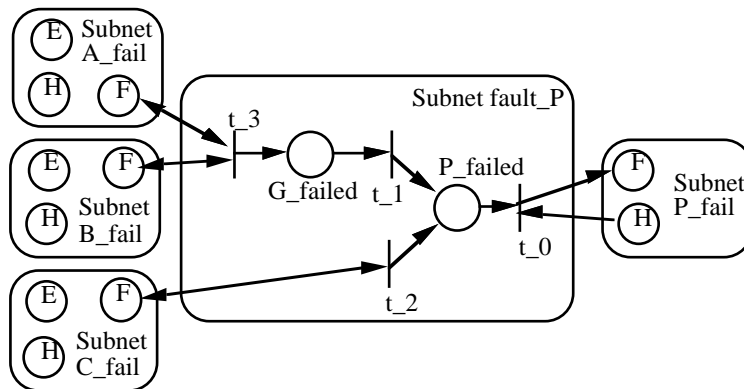 E
Subnet
A_fail
H
F
Subnet fault_P
t_3
E
F
H
Subnet
B_fail
G_failed
t_1
P_failed
t_0
F
H
Subnet
P_fail
E
F
H
Subnet
C_fail
t_2